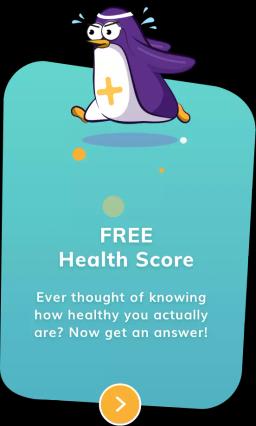 FREE
Health Score
Ever thought of knowing
how healthy you actually
are? Now get an answer!